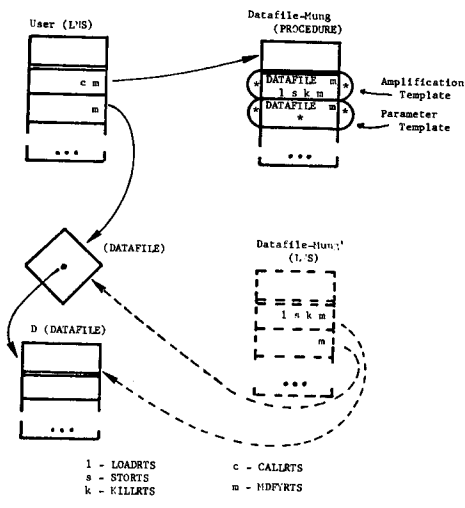 User (LNS)
Datafile-Mung
(PROCEDURE)
c m
m
* DATAFILE m *
l s k m
* DATAFILE m *
*
Amplification
Template
Parameter
Template
...
...
(DATAFILE)
Datafile-Mung'
(LNS)
l s k m
m
...
D (DATAFILE)
...
l - LOADRTS
s - STORTS
k - KILLRTS
c - CALLRTS
m - MDFYRTS